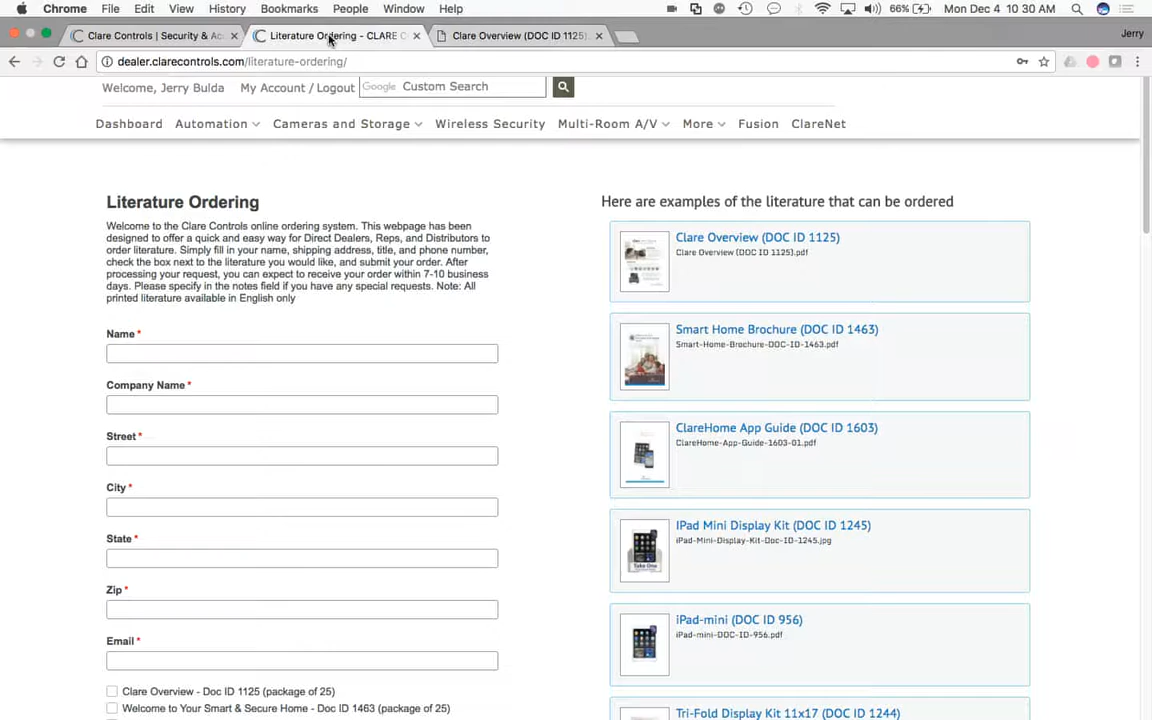 Chrome File Edit View History Bookmarks People Window Help 66% Mon Dec 4 10:30 AM
Clare Controls | Security & Ac Literature Ordering - CLARE C Clare Overview (DOC ID 1125) Jerry
dealer.clarecontrols.com/literature-ordering/
Welcome, Jerry Bulda My Account / Logout Google Custom Search
Dashboard Automation Cameras and Storage Wireless Security Multi-Room A/V More Fusion ClareNet
Literature Ordering
Welcome to the Clare Controls online ordering system. This webpage has been
designed to offer a quick and easy way for Direct Dealers, Reps, and Distributors to
order literature. Simply fill in your name, shipping address, title, and phone number,
check the box next to the literature you would like, and submit your order. After
processing your request, you can expect to receive your order within 7-10 business
days. Please specify in the notes field if you have any special requests. Note: All
printed literature available in English only
Name *
Company Name *
Street *
City *
State *
Zip *
Email *
Clare Overview - Doc ID 1125 (package of 25)
Welcome to Your Smart & Secure Home - Doc ID 1463 (package of 25)
Here are examples of the literature that can be ordered
Clare Overview (DOC ID 1125)
Clare Overview (DOC ID 1125).pdf
Smart Home Brochure (DOC ID 1463)
Smart-Home-Brochure-DOC-ID-1463.pdf
ClareHome App Guide (DOC ID 1603)
ClareHome-App-Guide-1603-01.pdf
IPad Mini Display Kit (DOC ID 1245)
iPad-Mini-Display-Kit-Doc-ID-1245.jpg
Take One
iPad-mini (DOC ID 956)
iPad-mini-DOC-ID-956.pdf
Tri-Fold Display Kit 11x17 (DOC ID 1244)